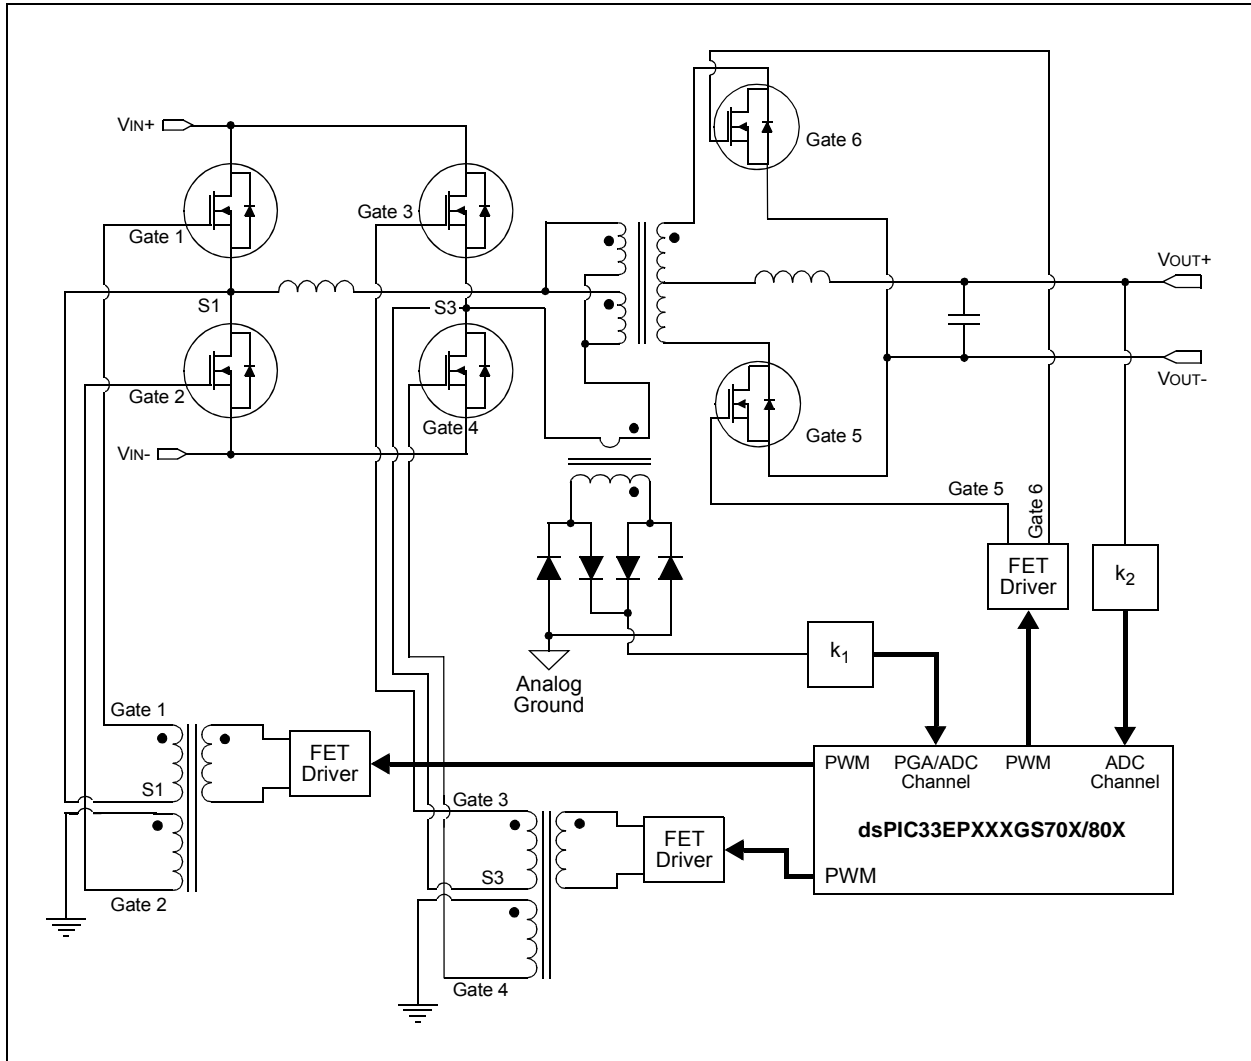 Gate 6
VIN+
Gate 3
Gate 1
VOUT+
S1
S3
VOUT-
Gate 2
Gate 4
Gate 5
VIN-
Gate 5
Gate 6
FET
Driver
k2
k1
Analog
Ground
Gate 1
FET
Driver
S1
Gate 2
PWM
PGA/ADC
Channel
PWM
ADC
Channel
dsPIC33EPXXXGS70X/80X
PWM
Gate 3
FET
Driver
S3
Gate 4